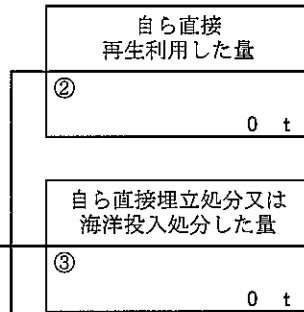 自ら直接
再生利用した量
②
0 t
自ら直接埋立処分又は
海洋投入処分した量
③
0 t